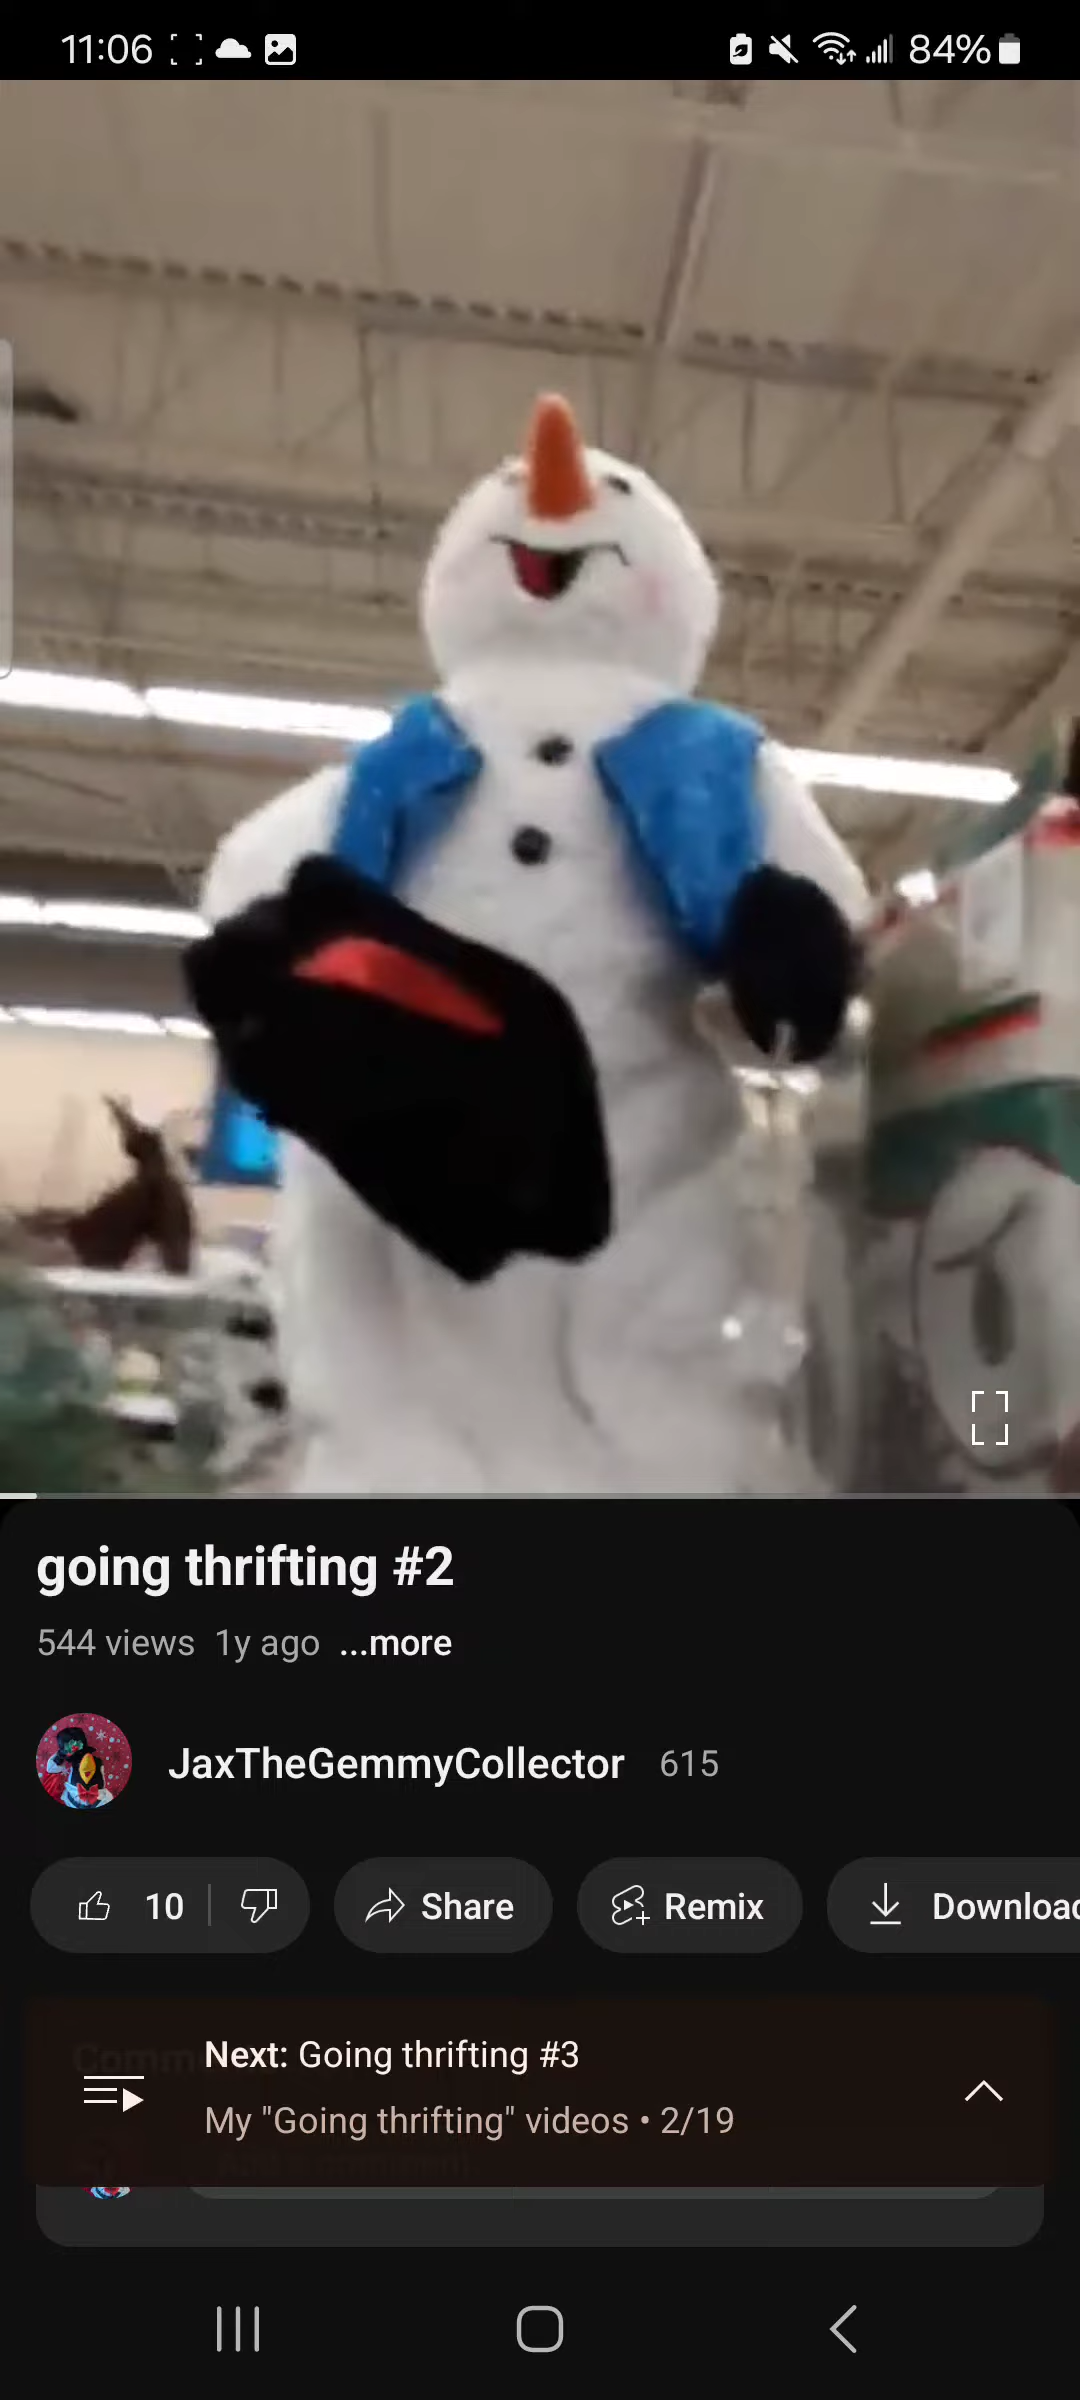 11:06 84%
going thrifting #2
544 views 1y ago ...more
JaxTheGemmyCollector 615
10 Share Remix Download
Next: Going thrifting #3
My "Going thrifting" videos • 2/19